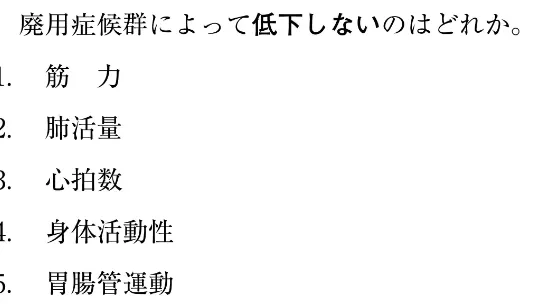 廃用症候群によって低下しないのはどれか。
1. 筋　力
2. 肺活量
3. 心拍数
4. 身体活動性
5. 胃腸管運動